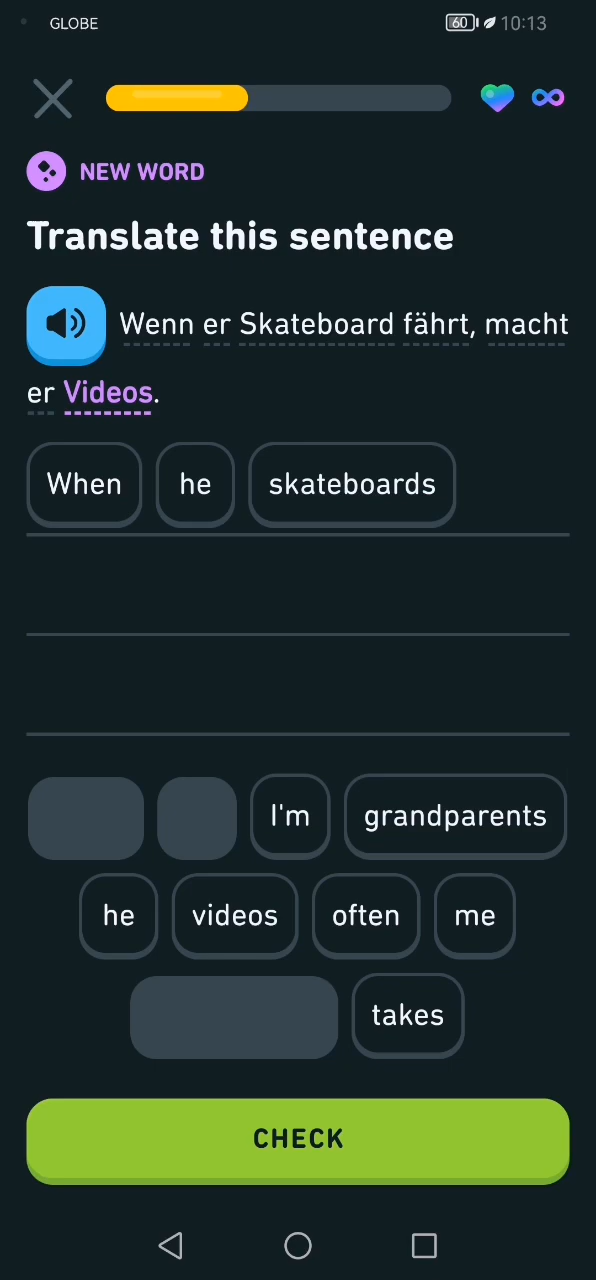 GLOBE 60 10:13
NEW WORD
Translate this sentence
Wenn er Skateboard fährt, macht
er Videos.
When he skateboards
I'm grandparents
he videos often me
takes
CHECK